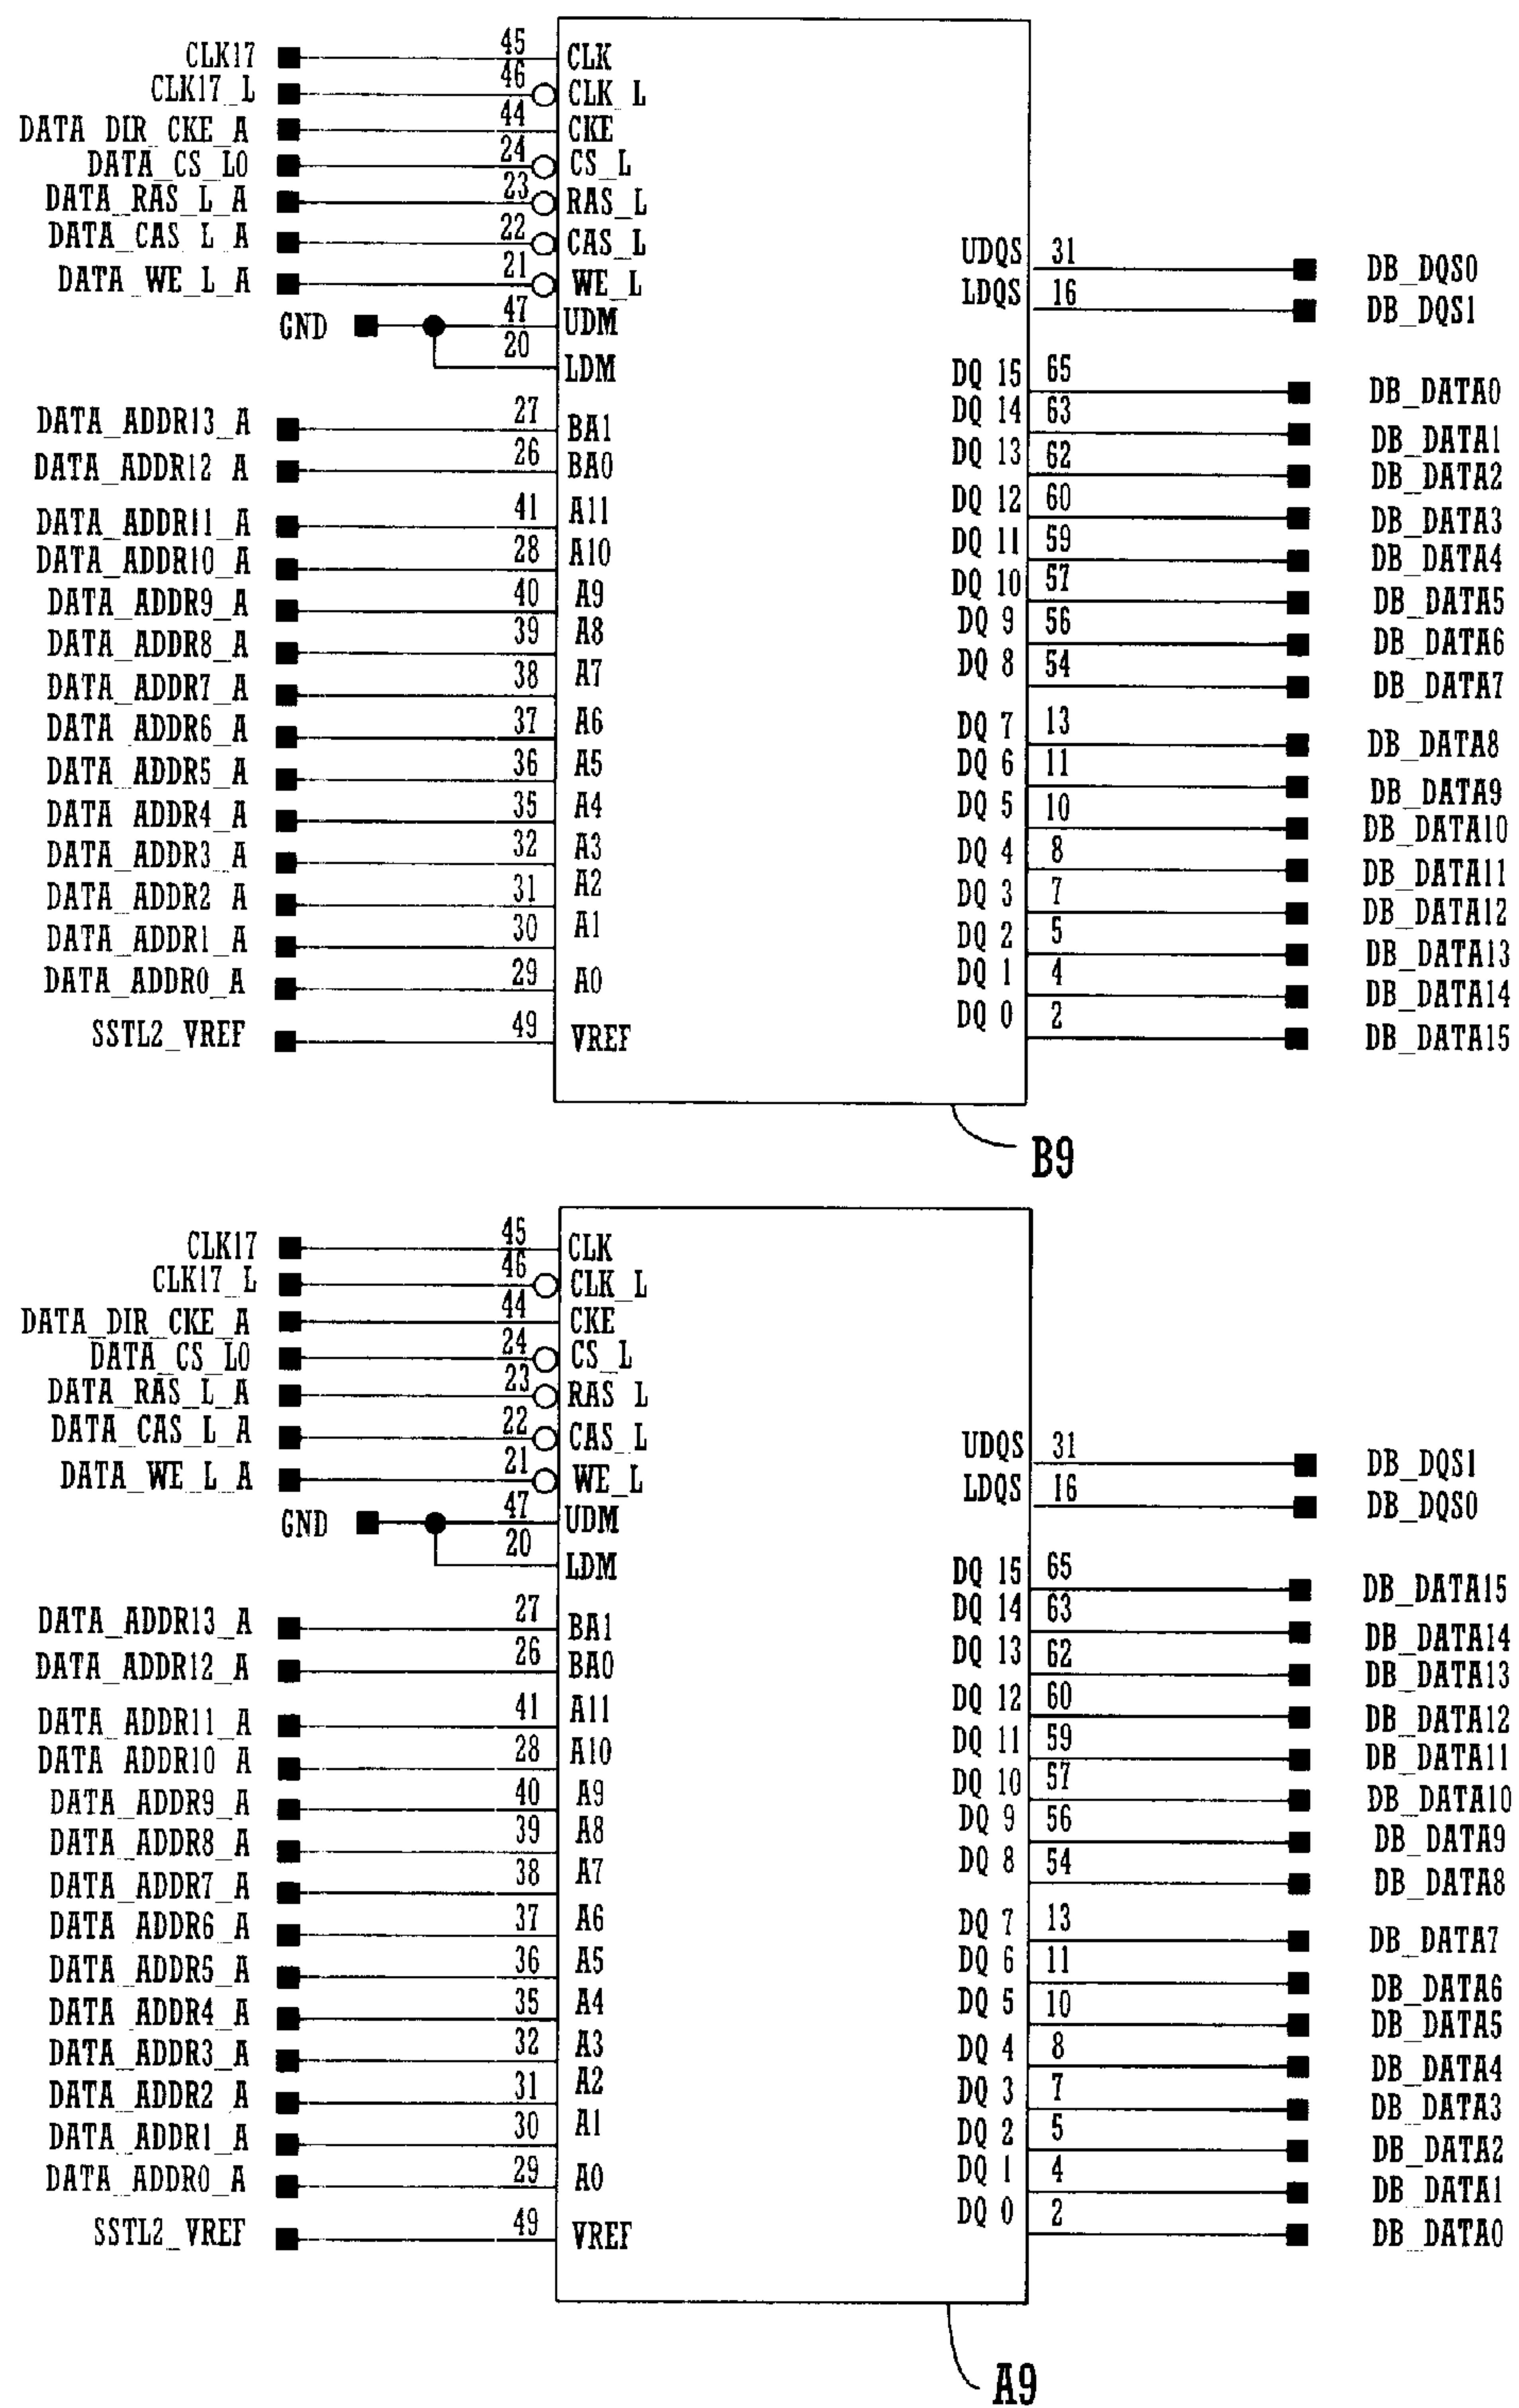 CLK17 45 CLK
CLK17_L 46 CLK_L
DATA_DIR_CKE_A 44 CKE
DATA_CS_L0 24 CS_L
DATA_RAS_L_A 23 RAS_L
DATA_CAS_L_A 22 CAS_L
DATA_WE_L_A 21 WE_L
UDQS 31 DB_DQS0
LDQS 16 DB_DQS1
GND 47 UDM
20 LDM
DQ 15 65 DB_DATA0
DATA_ADDR13_A 27 BA1 DQ 14 63 DB_DATA1
DATA_ADDR12_A 26 BA0 DQ 13 62 DB_DATA2
DATA_ADDR11_A 41 A11 DQ 12 60 DB_DATA3
DATA_ADDR10_A 28 A10 DQ 11 59 DB_DATA4
DATA_ADDR9_A 40 A9 DQ 10 57 DB_DATA5
DATA_ADDR8_A 39 A8 DQ 9 56 DB_DATA6
DATA_ADDR7_A 38 A7 DQ 8 54 DB_DATA7
DATA_ADDR6_A 37 A6 DQ 7 13 DB_DATA8
DATA_ADDR5_A 36 A5 DQ 6 11 DB_DATA9
DATA_ADDR4_A 35 A4 DQ 5 10 DB_DATA10
DATA_ADDR3_A 32 A3 DQ 4 8 DB_DATA11
DATA_ADDR2_A 31 A2 DQ 3 7 DB_DATA12
DATA_ADDR1_A 30 A1 DQ 2 5 DB_DATA13
DATA_ADDR0_A 29 A0 DQ 1 4 DB_DATA14
SSTL2_VREF 49 VREF DQ 0 2 DB_DATA15
B9
CLK17 45 CLK
CLK17_L 46 CLK_L
DATA_DIR_CKE_A 44 CKE
DATA_CS_L0 24 CS_L
DATA_RAS_L_A 23 RAS_L
DATA_CAS_L_A 22 CAS_L
DATA_WE_L_A 21 WE_L
UDQS 31 DB_DQS1
LDQS 16 DB_DQS0
GND 47 UDM
20 LDM
DQ 15 65 DB_DATA15
DATA_ADDR13_A 27 BA1 DQ 14 63 DB_DATA14
DATA_ADDR12_A 26 BA0 DQ 13 62 DB_DATA13
DATA_ADDR11_A 41 A11 DQ 12 60 DB_DATA12
DATA_ADDR10_A 28 A10 DQ 11 59 DB_DATA11
DATA_ADDR9_A 40 A9 DQ 10 57 DB_DATA10
DATA_ADDR8_A 39 A8 DQ 9 56 DB_DATA9
DATA_ADDR7_A 38 A7 DQ 8 54 DB_DATA8
DATA_ADDR6_A 37 A6 DQ 7 13 DB_DATA7
DATA_ADDR5_A 36 A5 DQ 6 11 DB_DATA6
DATA_ADDR4_A 35 A4 DQ 5 10 DB_DATA5
DATA_ADDR3_A 32 A3 DQ 4 8 DB_DATA4
DATA_ADDR2_A 31 A2 DQ 3 7 DB_DATA3
DATA_ADDR1_A 30 A1 DQ 2 5 DB_DATA2
DATA_ADDR0_A 29 A0 DQ 1 4 DB_DATA1
SSTL2_VREF 49 VREF DQ 0 2 DB_DATA0
A9